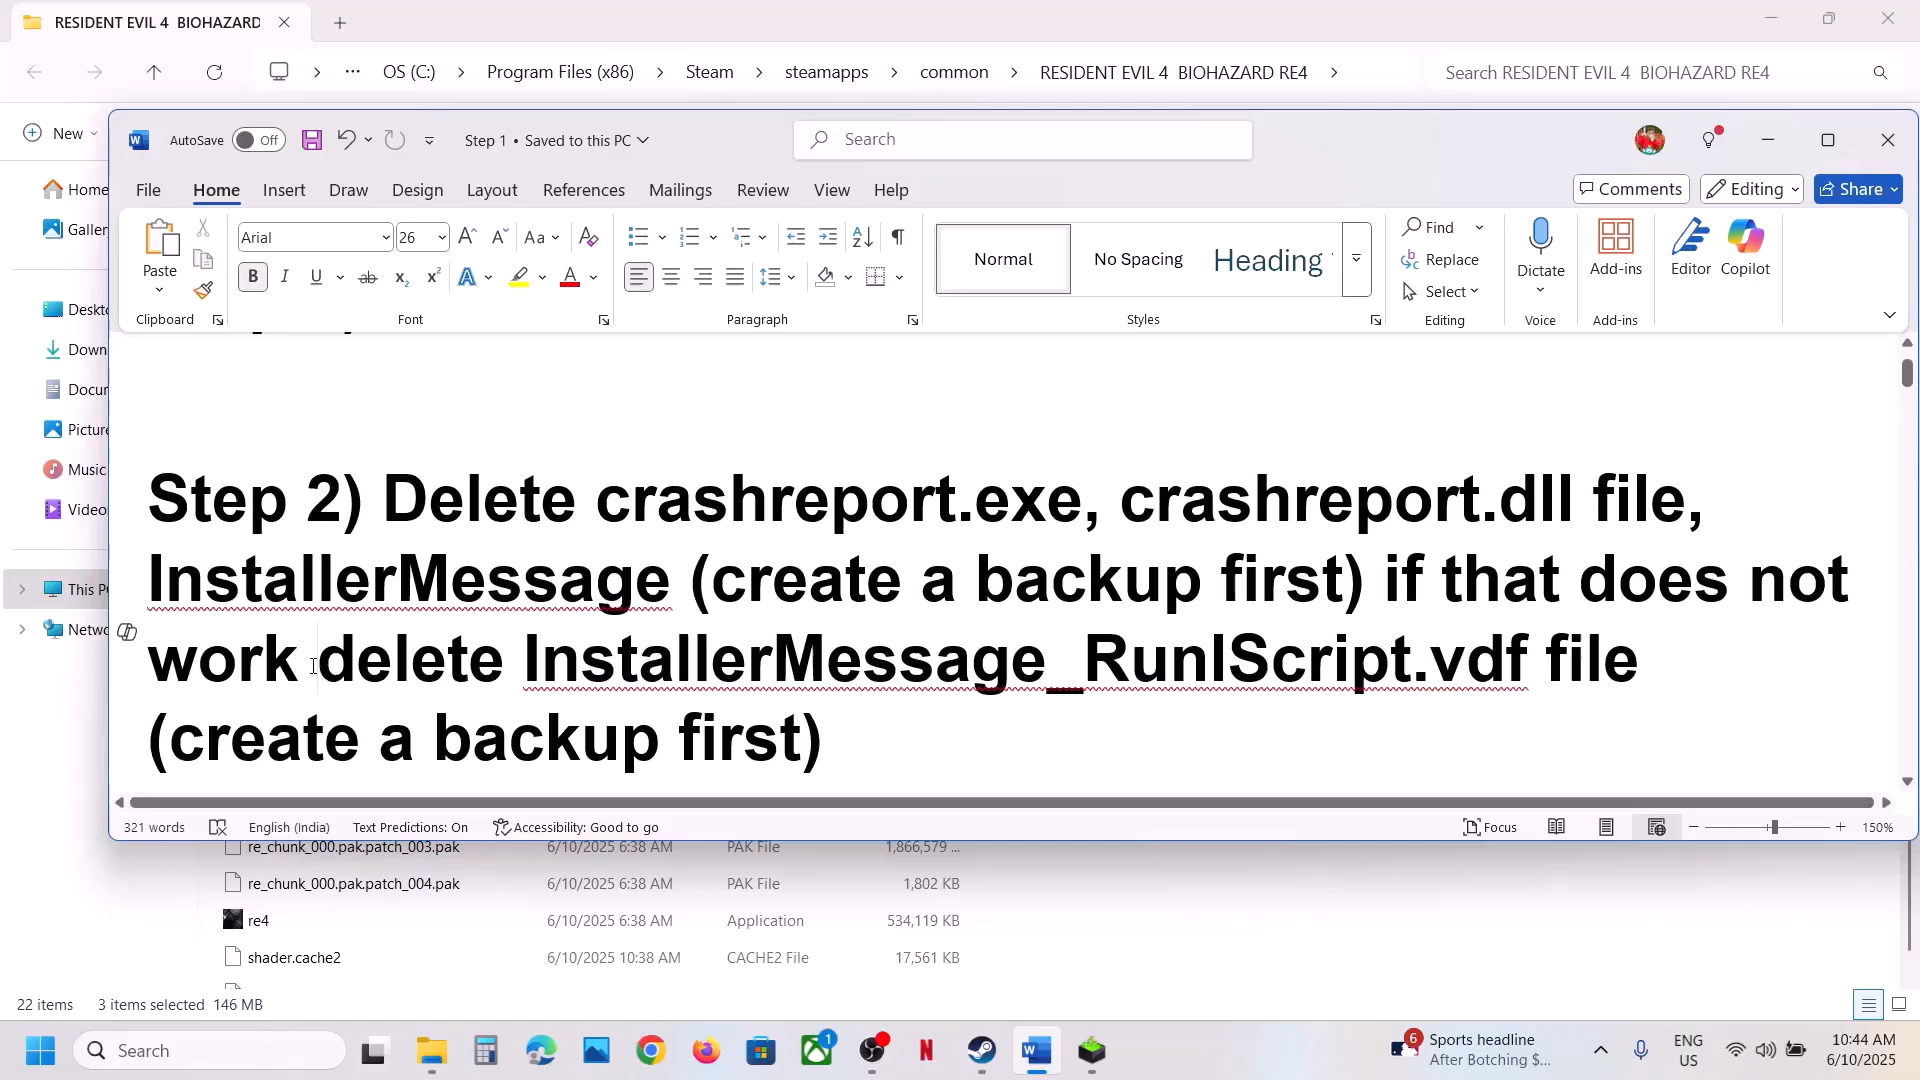 RESIDENT EVIL 4 BIOHAZARD
OS (C:) > Program Files (x86) > Steam > steamapps > common > RESIDENT EVIL 4 BIOHAZARD RE4 >
Search RESIDENT EVIL 4 BIOHAZARD RE4
New
AutoSave Off
Step 1 • Saved to this PC
Search
File Home Insert Draw Design Layout References Mailings Review View Help
Comments Editing Share
Home
Gallery
Deskt
Down
Docur
Picture
Music
Video
This P
Netwo
Paste
Arial 26
Normal
No Spacing
Heading
Find
Replace
Select
Dictate
Add-ins
Editor
Copilot
Clipboard Font Paragraph Styles Editing Voice Add-ins
Step 2) Delete crashreport.exe, crashreport.dll file,
InstallerMessage (create a backup first) if that does not
work delete InstallerMessage_RunIScript.vdf file
(create a backup first)
321 words English (India) Text Predictions: On Accessibility: Good to go Focus 150%
re_chunk_000.pak.patch_003.pak 6/10/2025 6:38 AM PAK File 1,866,579 ...
re_chunk_000.pak.patch_004.pak 6/10/2025 6:38 AM PAK File 1,802 KB
re4 6/10/2025 6:38 AM Application 534,119 KB
shader.cache2 6/10/2025 10:38 AM CACHE2 File 17,561 KB
22 items 3 items selected 146 MB
Search
1
6
Sports headline
After Botching $...
ENG
US
10:44 AM
6/10/2025